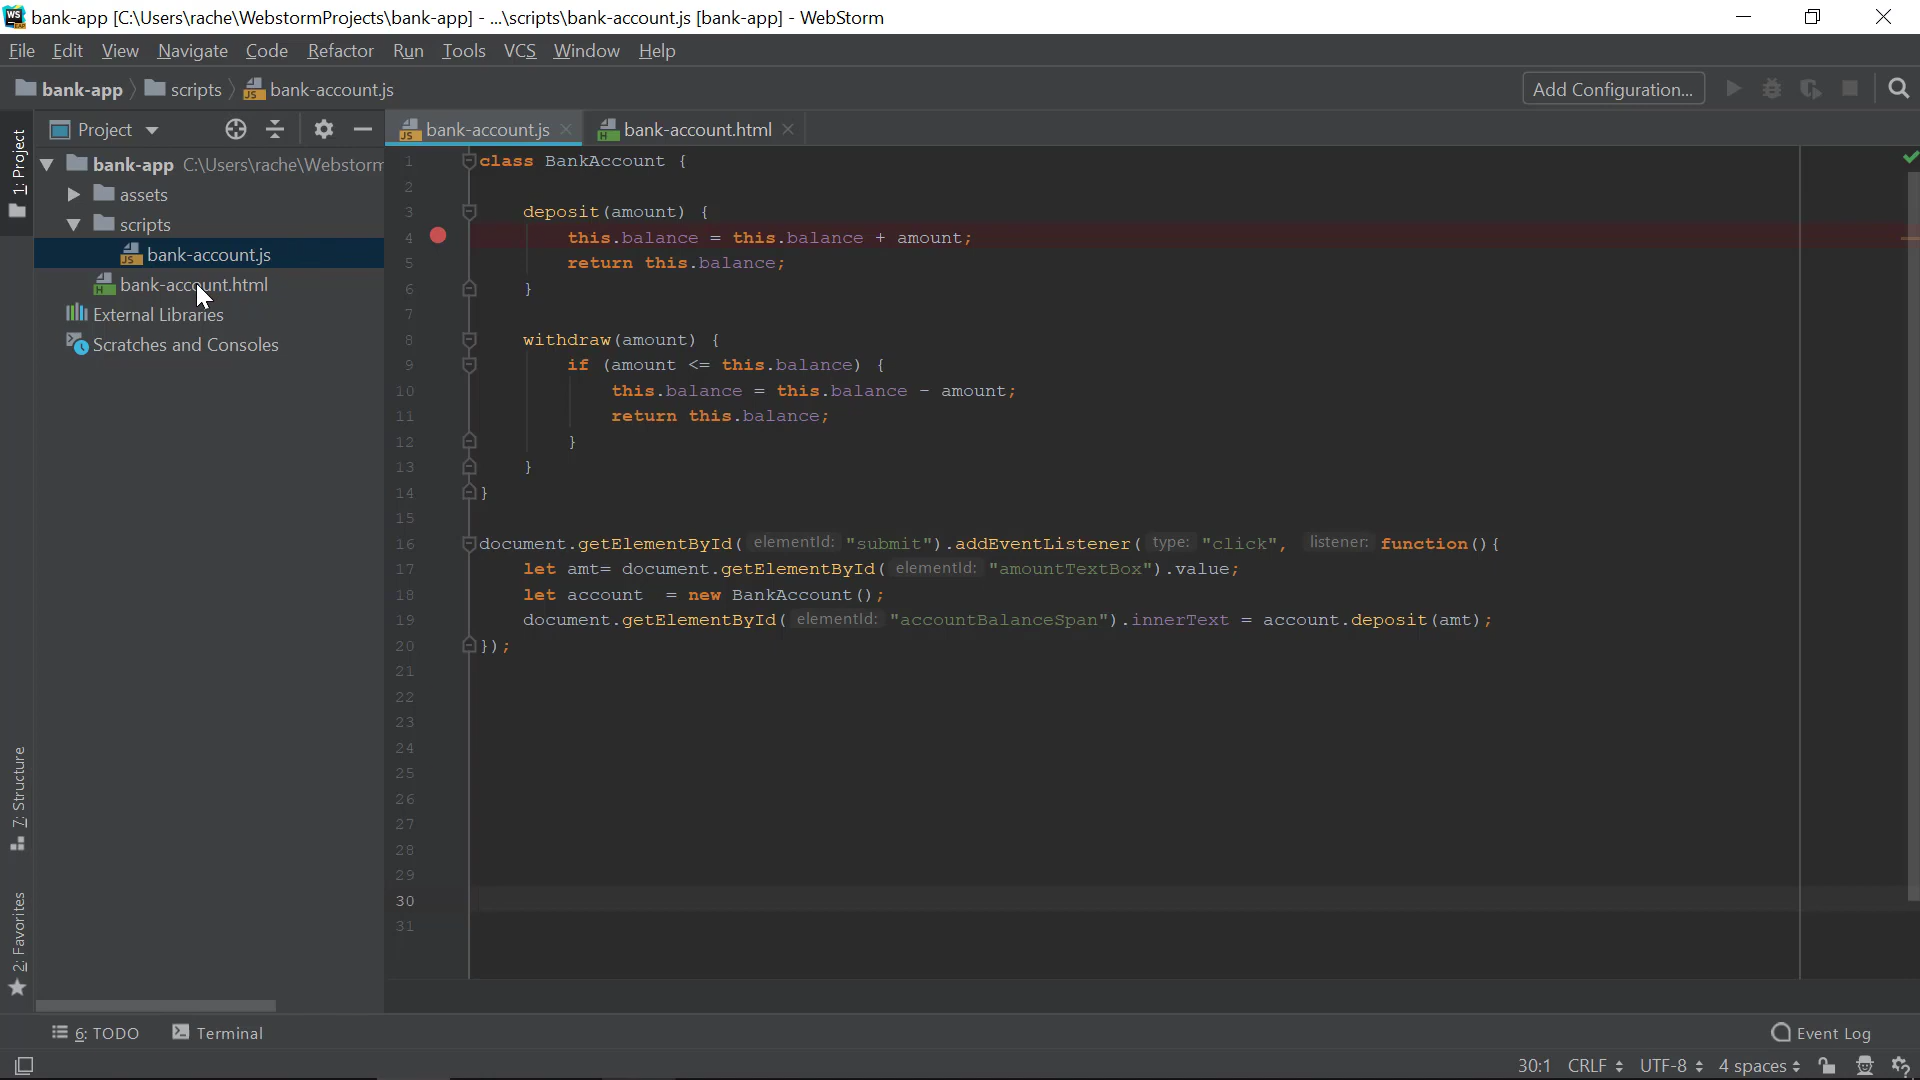 bank-app [C:\Users\rache\WebstormProjects\bank-app] - ...\scripts\bank-account.js [bank-app] - WebStorm
File Edit View Navigate Code Refactor Run Tools VCS Window Help
bank-app scripts bank-account.js Add Configuration...
1: Project
Project
bank-account.js bank-account.html
bank-app C:\Users\rache\Webstorm
assets
scripts
bank-account.js
bank-account.html
External Libraries
Scratches and Consoles
1 class BankAccount {
2
3 deposit(amount) {
4 this.balance = this.balance + amount;
5 return this.balance;
6 }
7
8 withdraw(amount) {
9 if (amount <= this.balance) {
10 this.balance = this.balance - amount;
11 return this.balance;
12 }
13 }
14 }
15
16 document.getElementById( elementId: "submit").addEventListener( type: "click", listener: function(){
17 let amt= document.getElementById( elementId: "amountTextBox").value;
18 let account  = new BankAccount();
19 document.getElementById( elementId: "accountBalanceSpan").innerText = account.deposit(amt);
20 });
21
22
23
24
25
26
27
28
29
30
31
7: Structure
2: Favorites
6: TODO Terminal Event Log
30:1 CRLF UTF-8 4 spaces